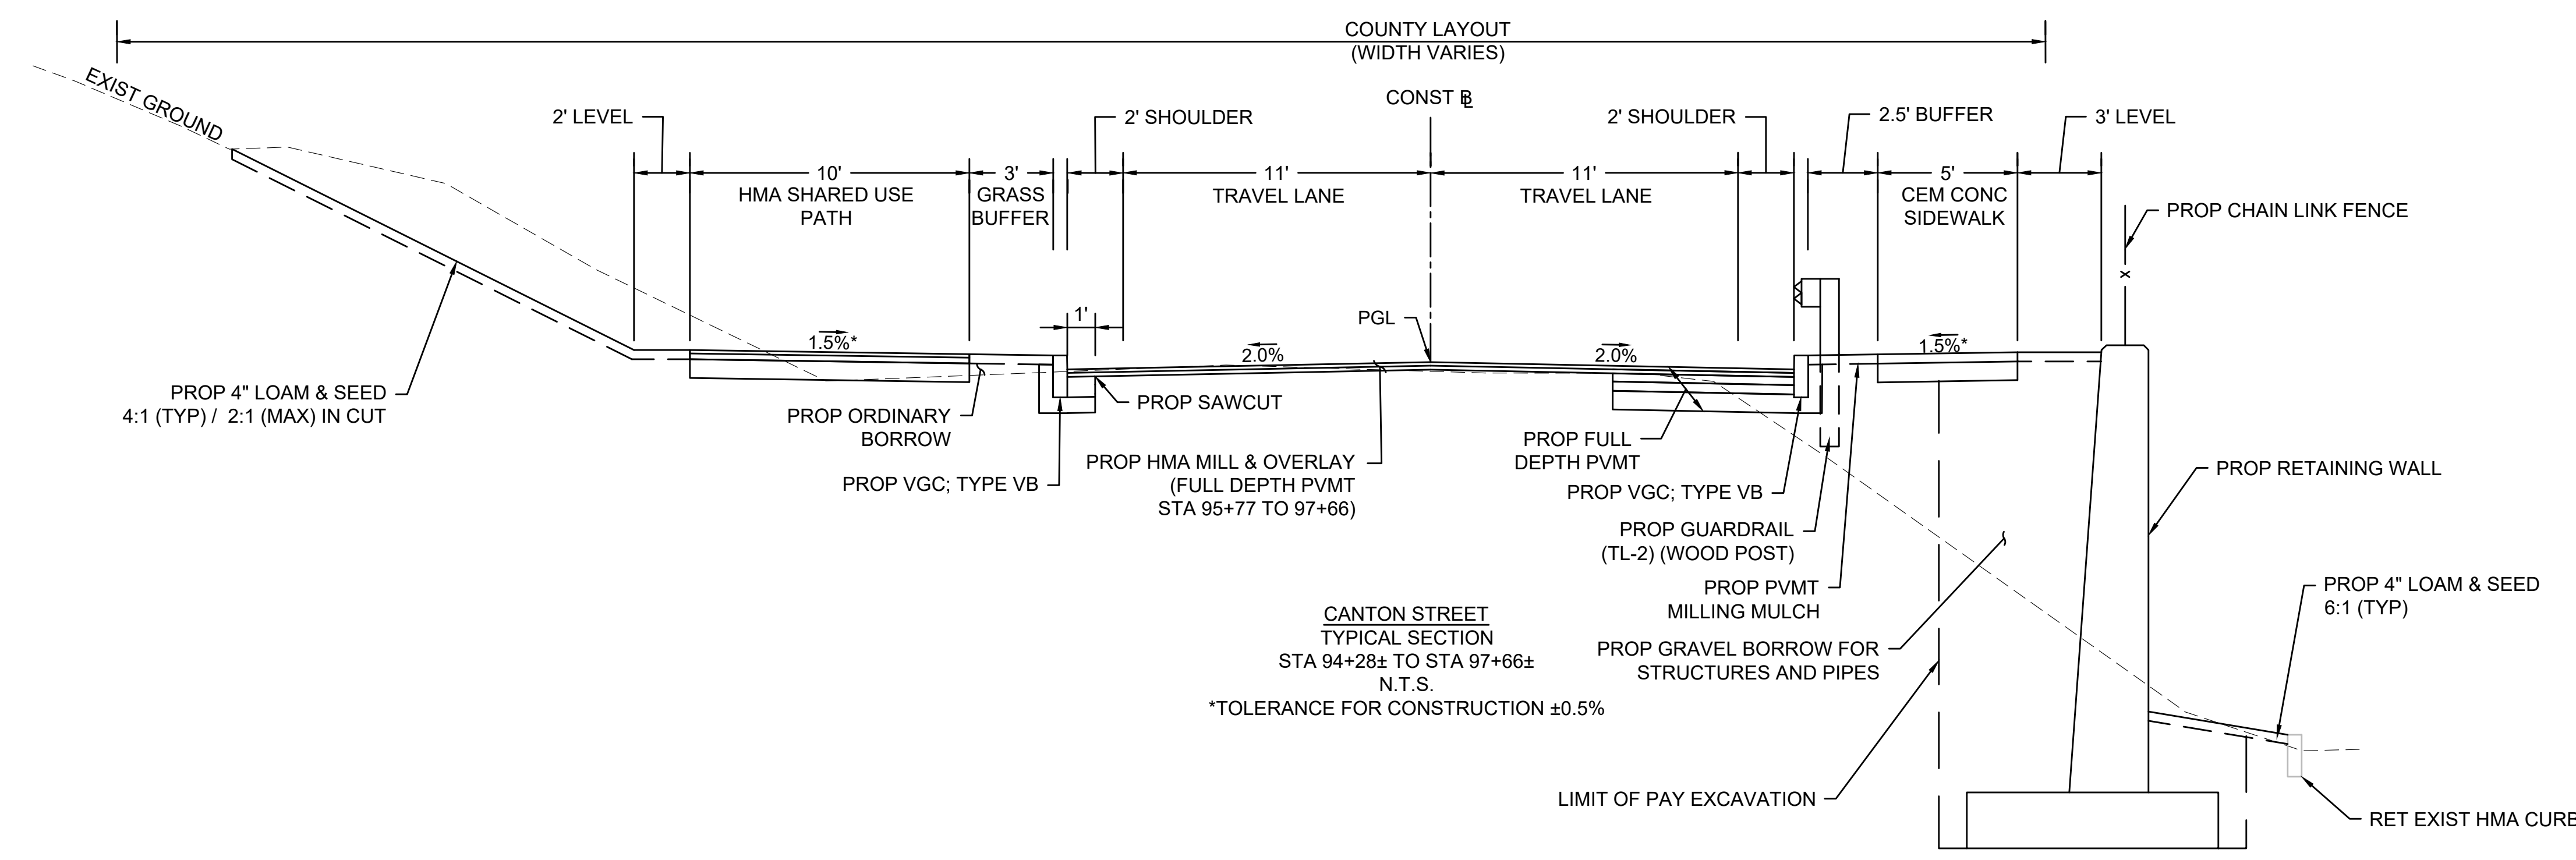 COUNTY LAYOUT
(WIDTH VARIES)
EXIST GROUND
CONST BL
2' LEVEL
2' SHOULDER
2' SHOULDER
2.5' BUFFER
3' LEVEL
10'
HMA SHARED USE
PATH
3'
GRASS
BUFFER
11'
TRAVEL LANE
11'
TRAVEL LANE
5'
CEM CONC
SIDEWALK
PROP CHAIN LINK FENCE
X
1'
PGL
1.5%*
2.0%
2.0%
1.5%*
PROP 4" LOAM & SEED
4:1 (TYP) / 2:1 (MAX) IN CUT
PROP ORDINARY
BORROW
PROP SAWCUT
PROP VGC; TYPE VB
PROP HMA MILL & OVERLAY
(FULL DEPTH PVMT
STA 95+77 TO 97+66)
PROP FULL
DEPTH PVMT
PROP VGC; TYPE VB
PROP GUARDRAIL
(TL-2) (WOOD POST)
PROP PVMT
MILLING MULCH
PROP GRAVEL BORROW FOR
STRUCTURES AND PIPES
LIMIT OF PAY EXCAVATION
PROP RETAINING WALL
PROP 4" LOAM & SEED
6:1 (TYP)
RET EXIST HMA CURB
CANTON STREET
TYPICAL SECTION
STA 94+28± TO STA 97+66±
N.T.S.
*TOLERANCE FOR CONSTRUCTION ±0.5%